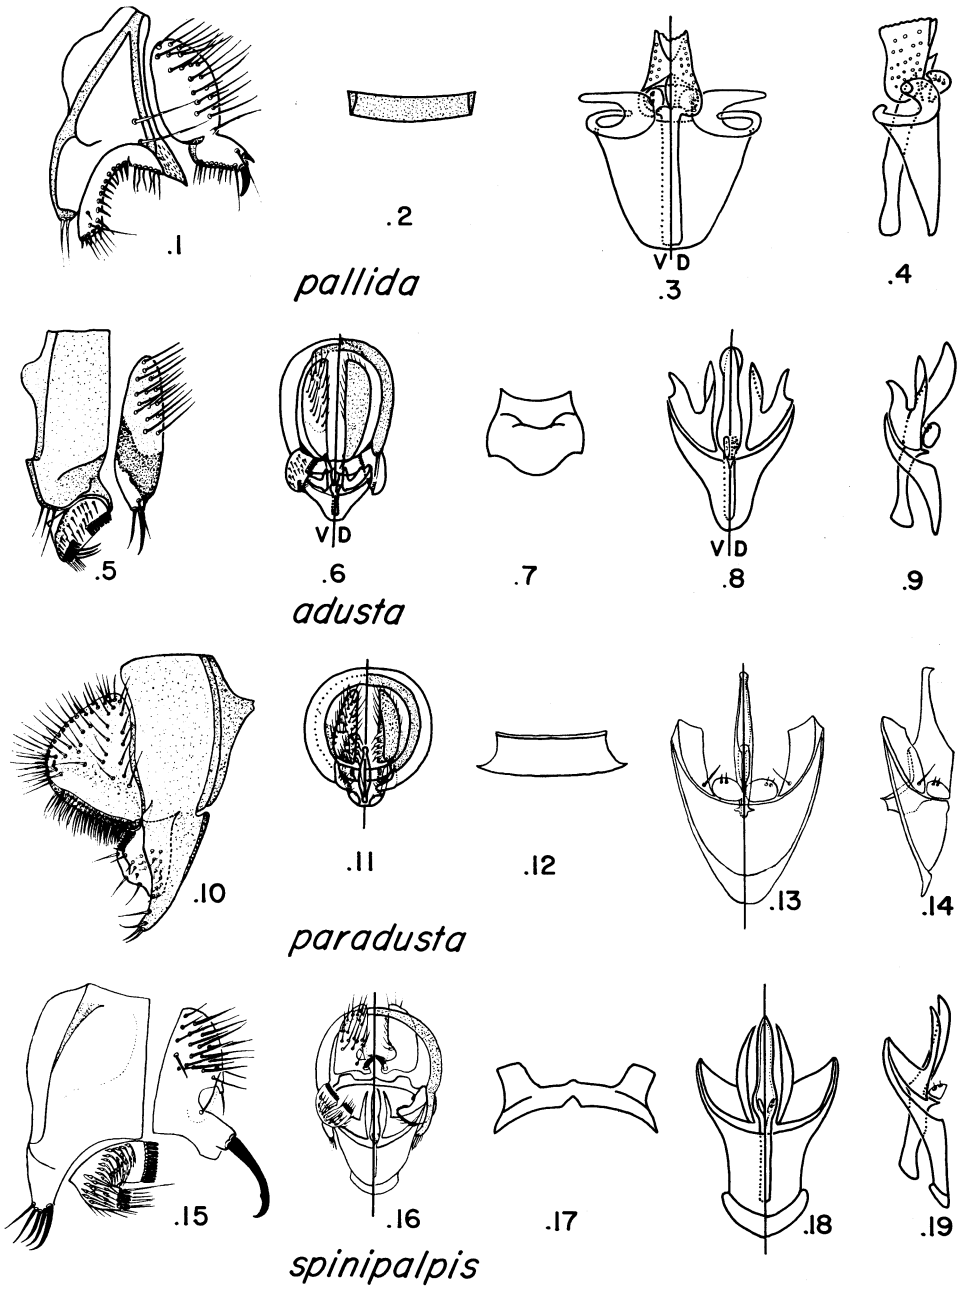 .1
.2
V D
.3
.4
pallida
.5
V D
.6
.7
V D
.8
.9
adusta
.10
.11
.12
.13
.14
paradusta
.15
.16
.17
.18
.19
spinipalpis